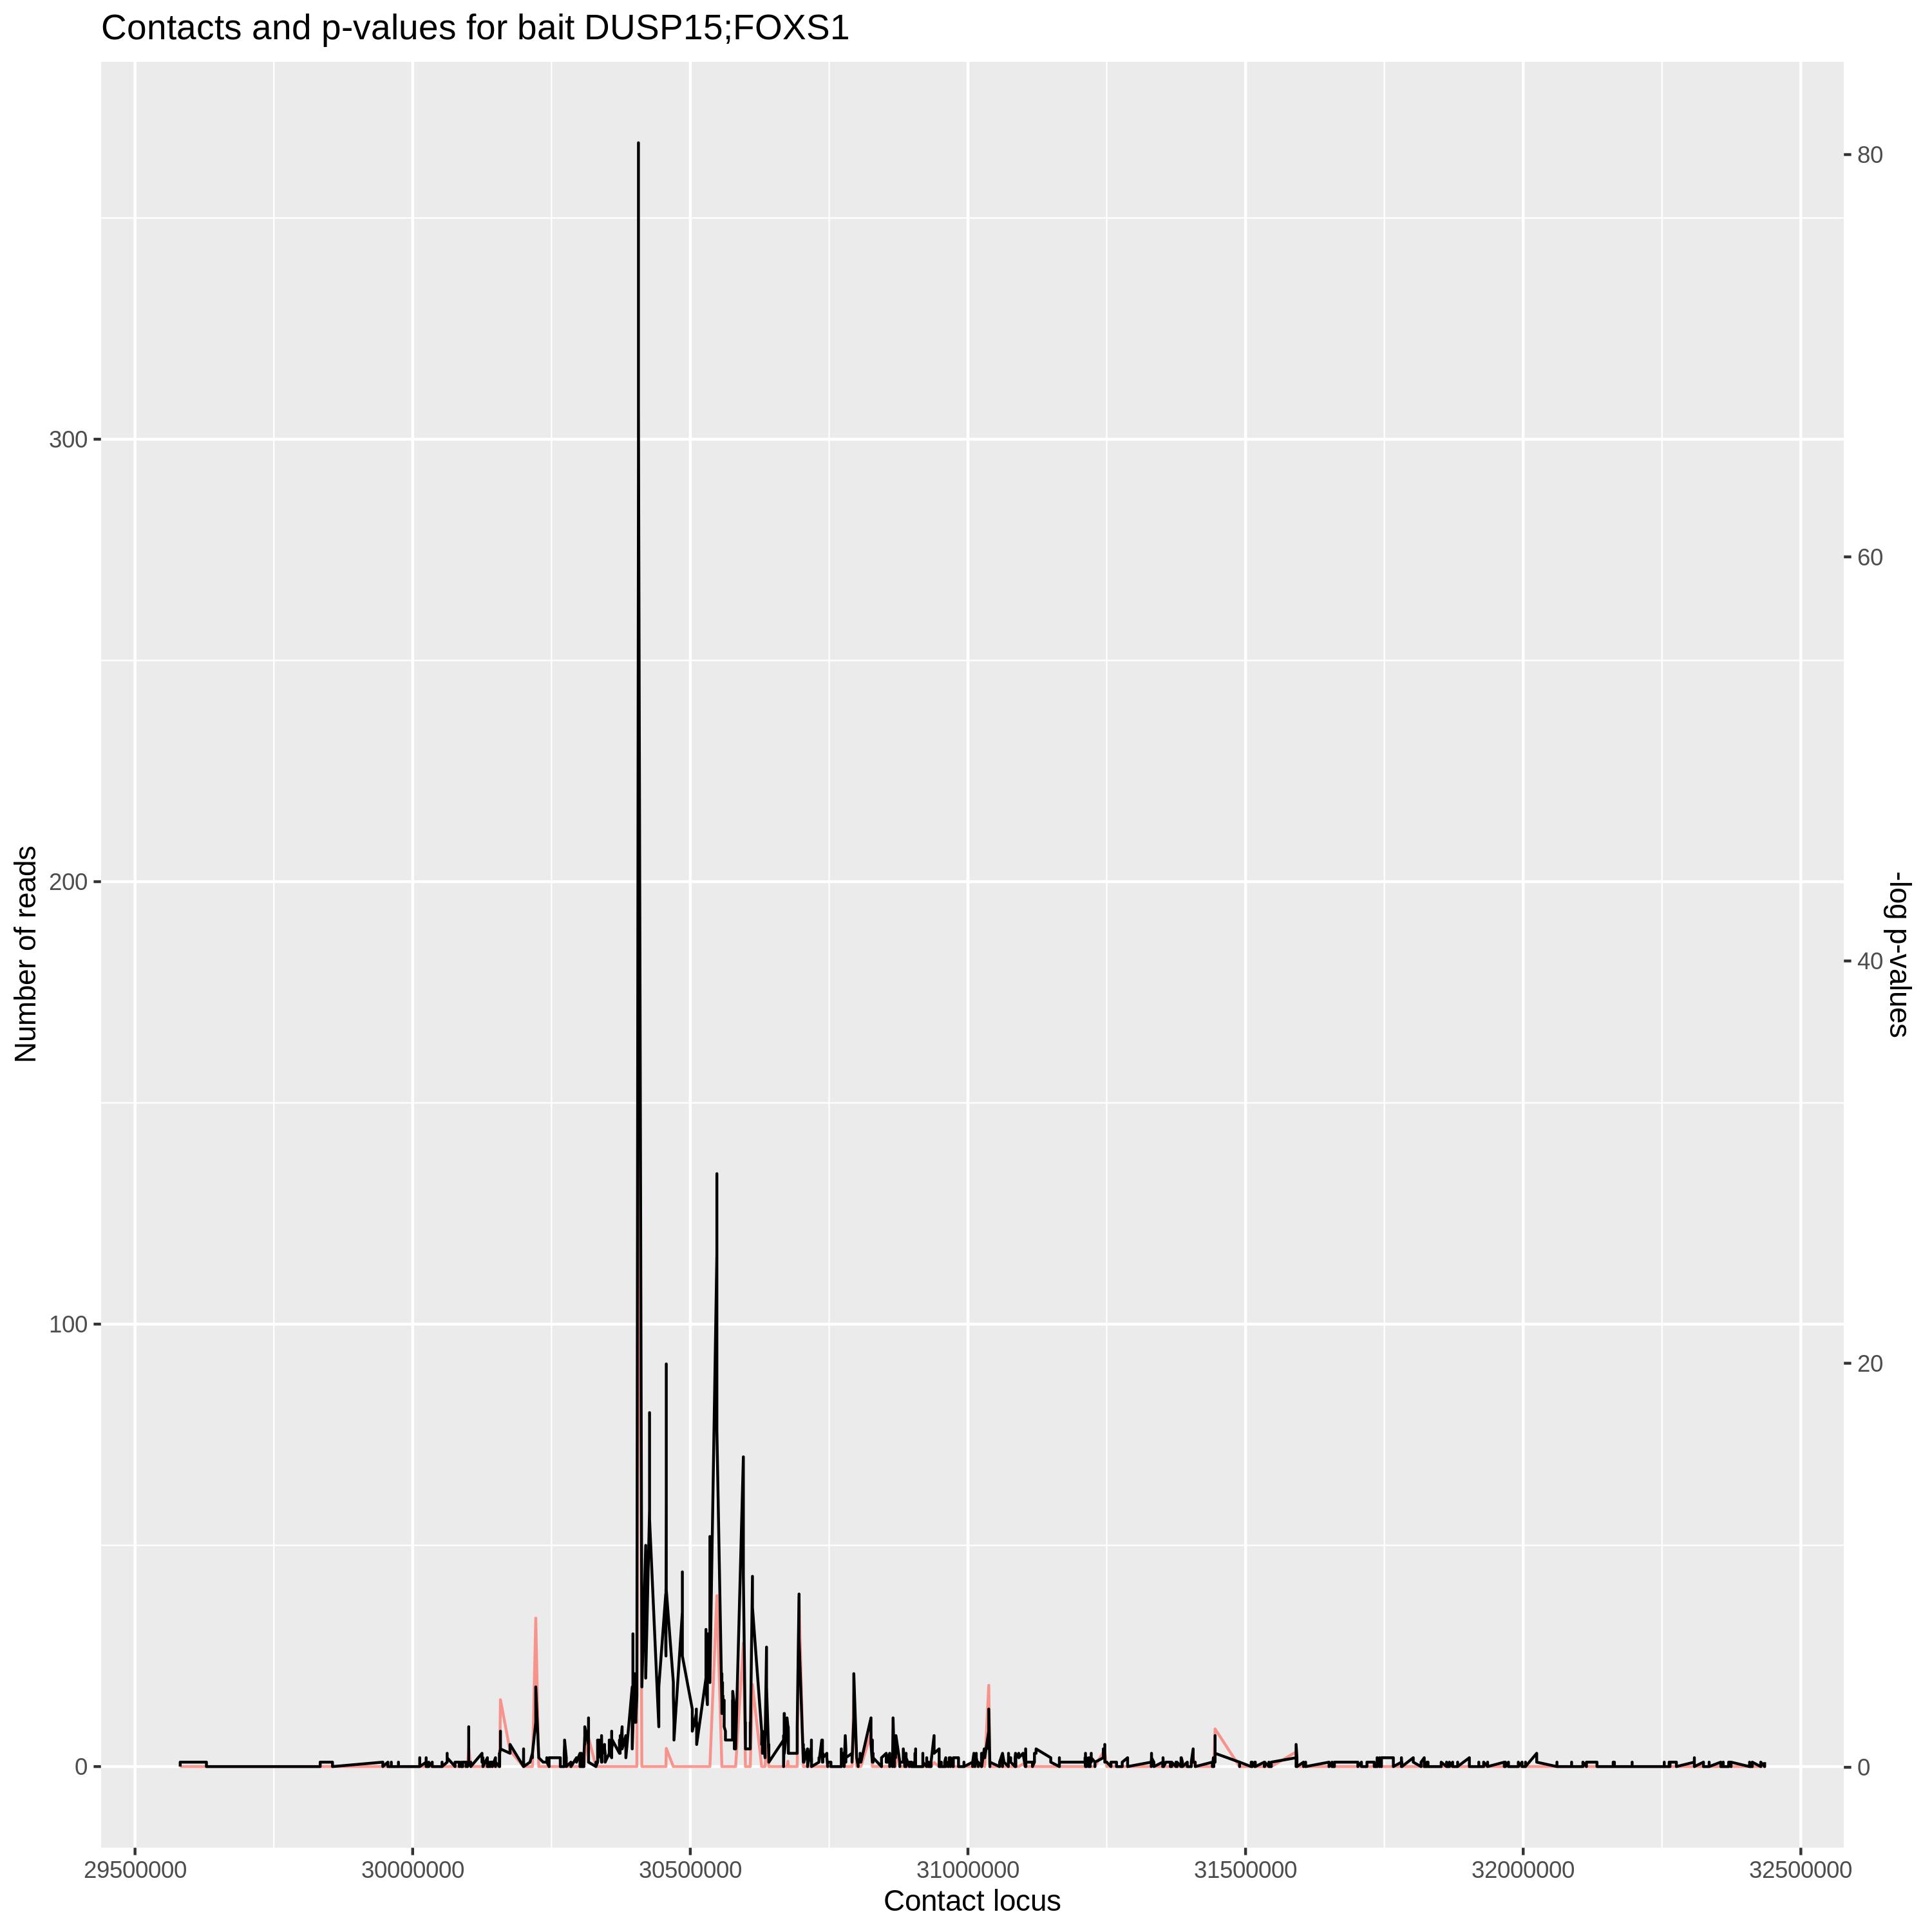 Contacts and p-values for bait DUSP15;FOXS1
Number of reads
300
200
100
0
80
60
40
20
0
-log p-values
29500000 30000000 30500000 31000000 31500000 32000000 32500000
Contact locus